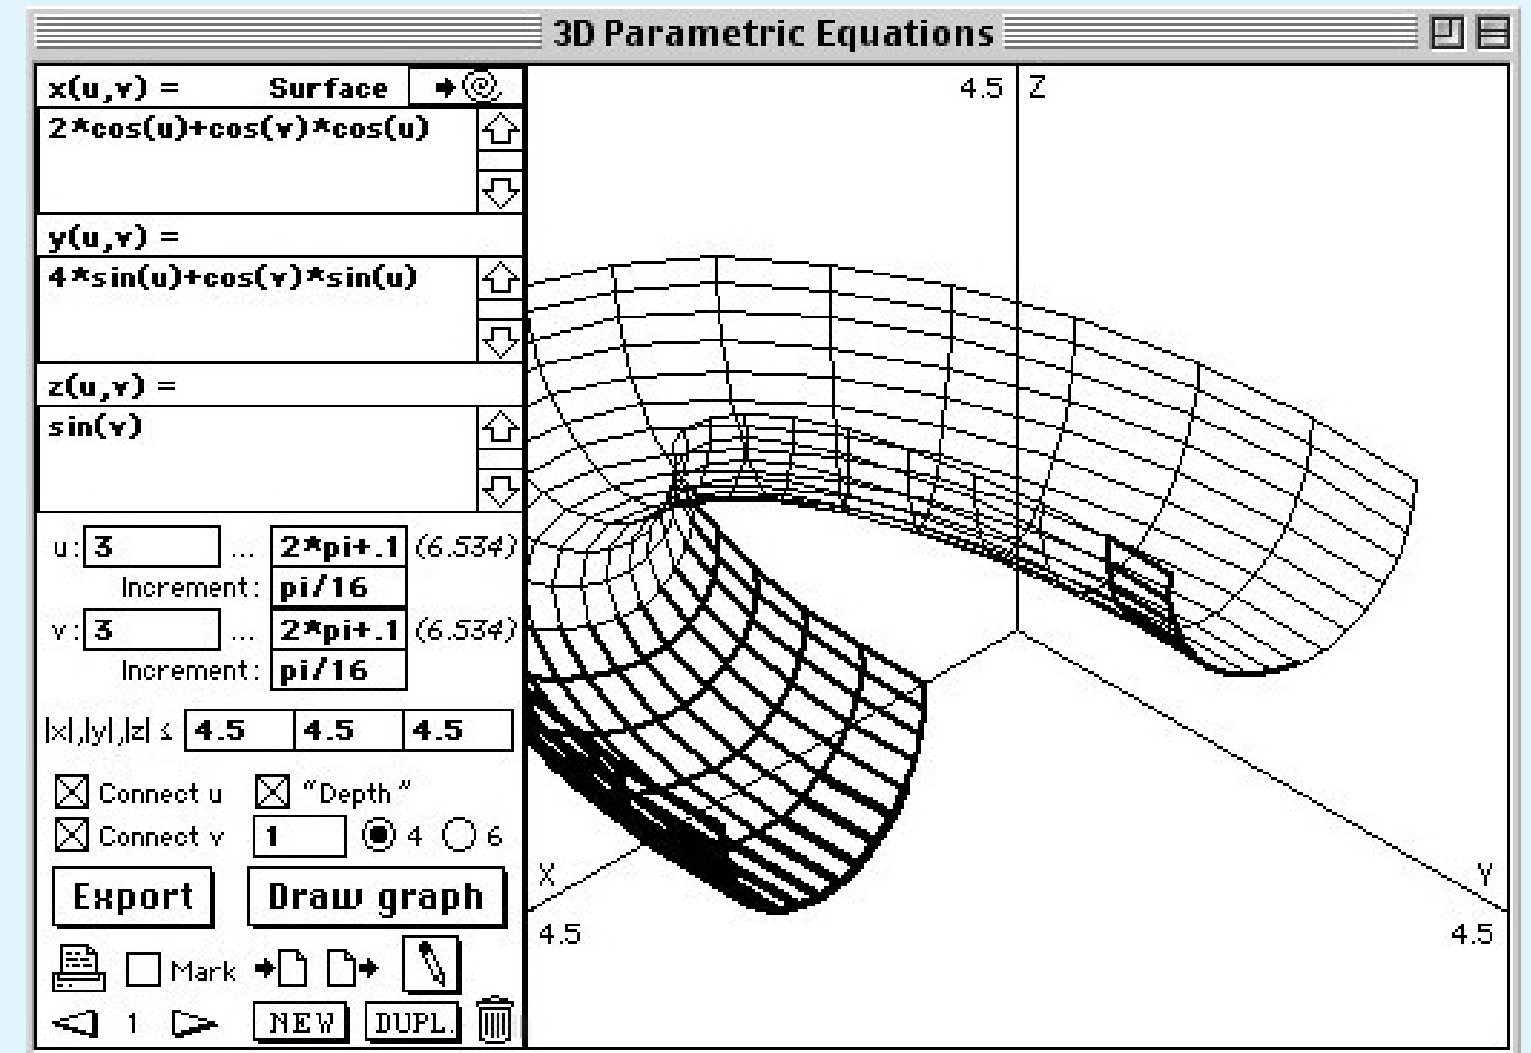 3D Parametric Equations
x(u,v) = Surface
2*cos(u)+cos(v)*cos(u)
y(u,v) =
4*sin(u)+cos(v)*sin(u)
z(u,v) =
sin(v)
u: 3 ... 2*pi+.1 (6.534)
Increment: pi/16
v: 3 ... 2*pi+.1 (6.534)
Increment: pi/16
|x|,|y|,|z| ≤ 4.5 4.5 4.5
Connect u "Depth"
Connect v 1 4 6
Export Draw graph
Mark
1 NEW DUPL.
4.5 Z
X Y
4.5 4.5